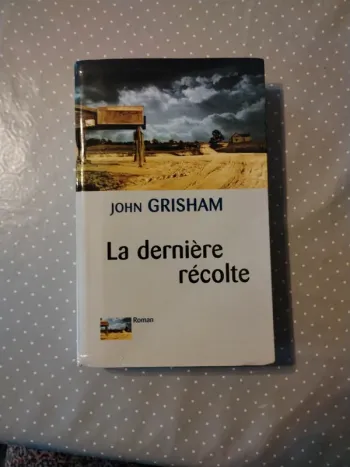 JOHN GRISHAM
La dernière
récolte
Roman